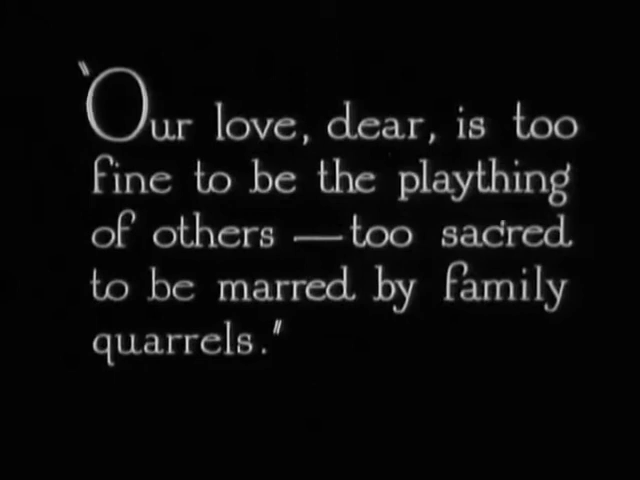 "Our love, dear, is too
fine to be the plaything
of others — too sacred
to be marred by family
quarrels."